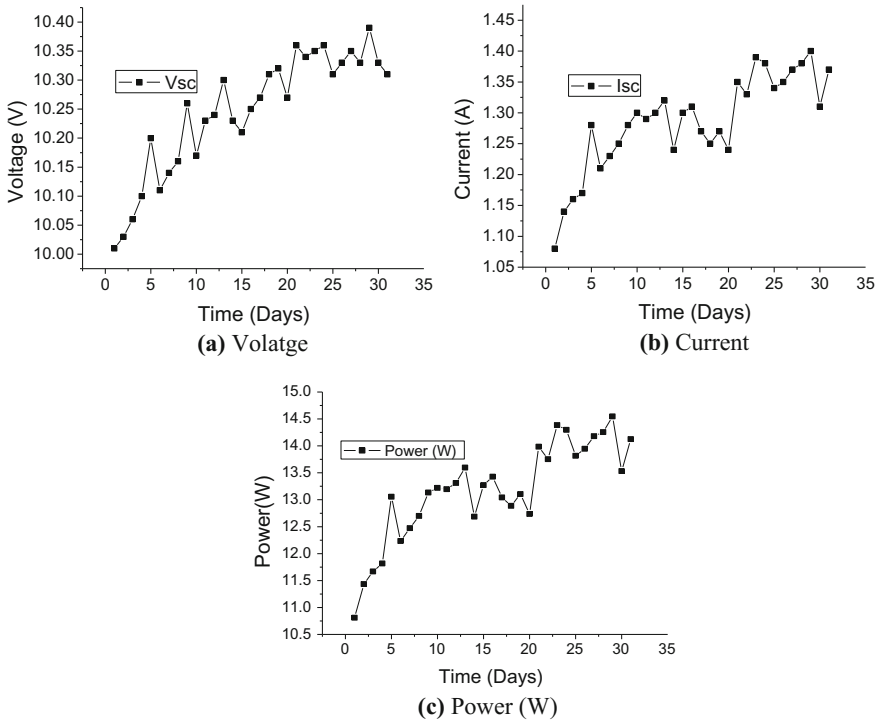 10.40
10.35
10.30
10.25
10.20
10.15
10.10
10.05
10.00
Voltage (V)
Vsc
0 5 10 15 20 25 30 35
Time (Days)
(a) Volatge
1.45
1.40
1.35
1.30
1.25
1.20
1.15
1.10
1.05
Current (A)
Isc
0 5 10 15 20 25 30 35
Time (Days)
(b) Current
15.0
14.5
14.0
13.5
13.0
12.5
12.0
11.5
11.0
10.5
Power(W)
Power (W)
0 5 10 15 20 25 30 35
Time (Days)
(c) Power (W)